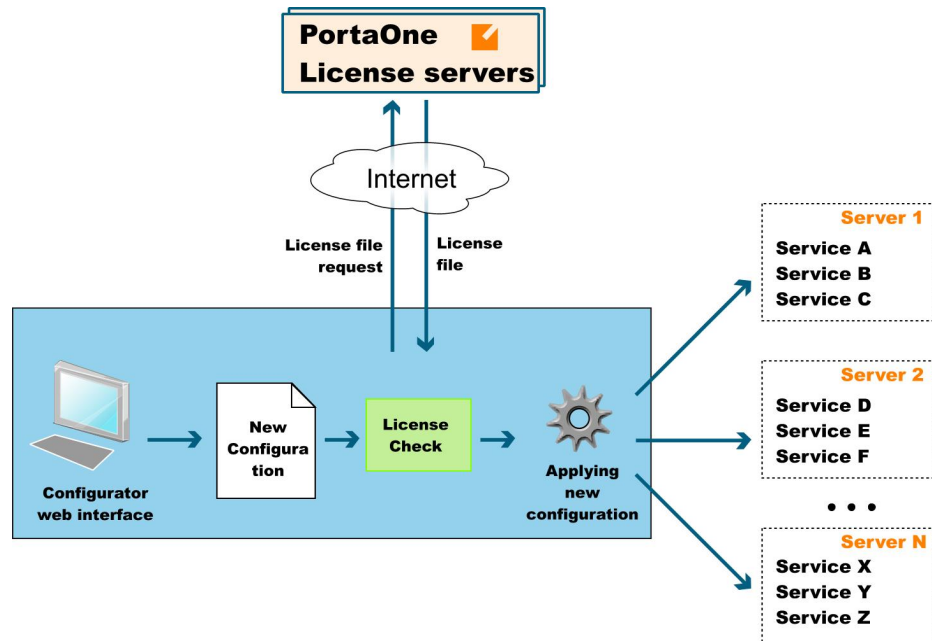 PortaOne
License servers
Internet
License file
request
License
file
Server 1
Service A
Service B
Service C
Server 2
Service D
Service E
Service F
• • •
Server N
Service X
Service Y
Service Z
New
Configura
tion
License
Check
Configurator
web interface
Applying
new
configuration